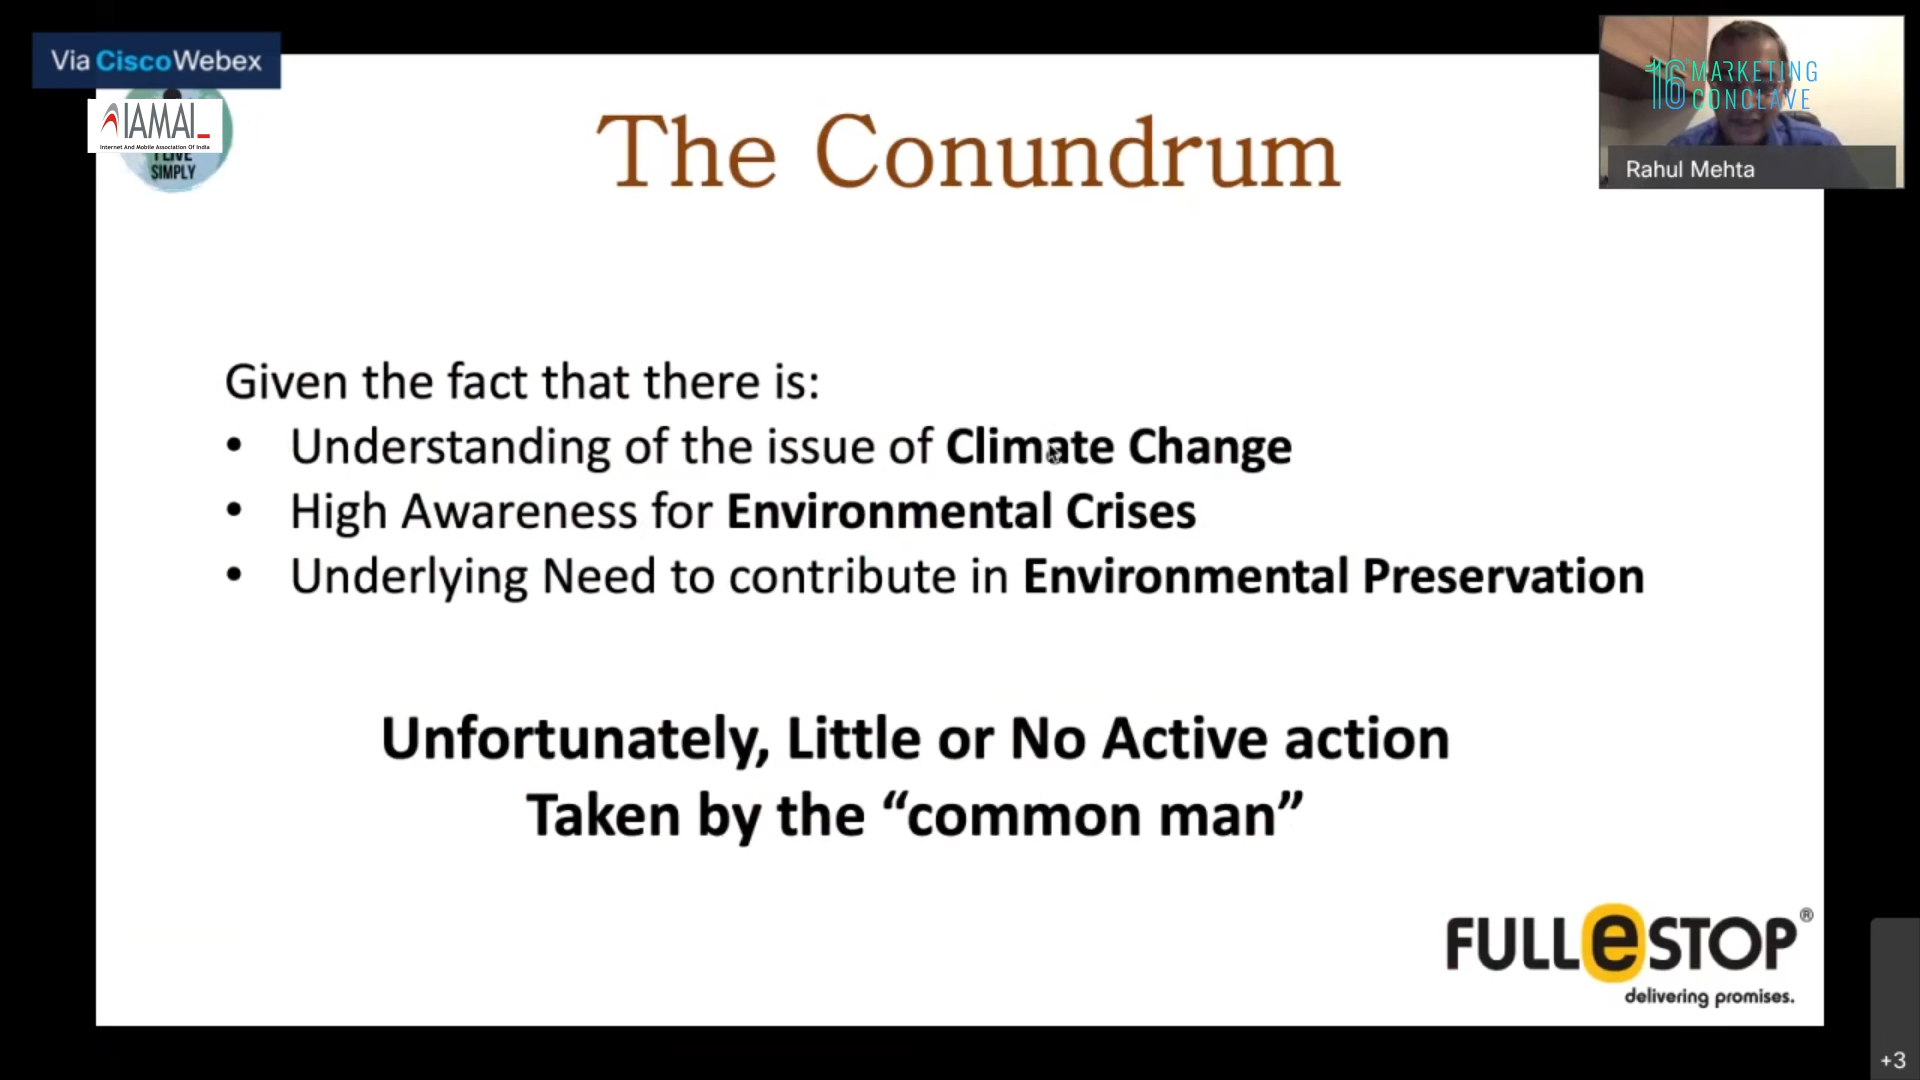 Via CiscoWebex
IAMAI
Internet And Mobile Association Of India
I LIVE
SIMPLY
The Conundrum
16 MARKETING
CONCLAVE
Rahul Mehta
Given the fact that there is:
• Understanding of the issue of Climate Change
• High Awareness for Environmental Crises
• Underlying Need to contribute in Environmental Preservation
Unfortunately, Little or No Active action
Taken by the “common man”
FULLeSTOP®
delivering promises.
+3